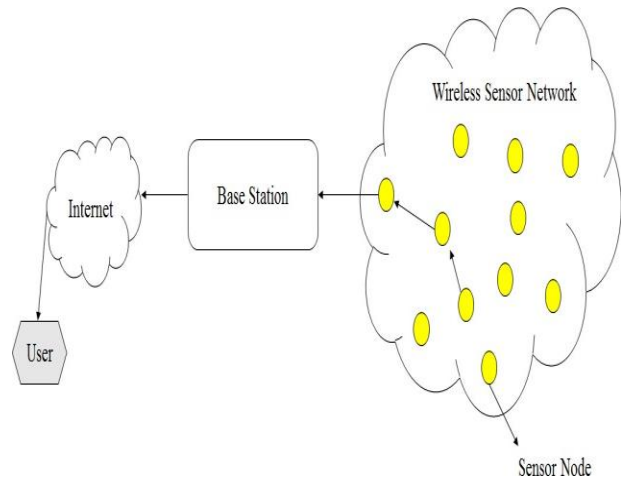 Wireless Sensor Network
Base Station
Internet
User
Sensor Node